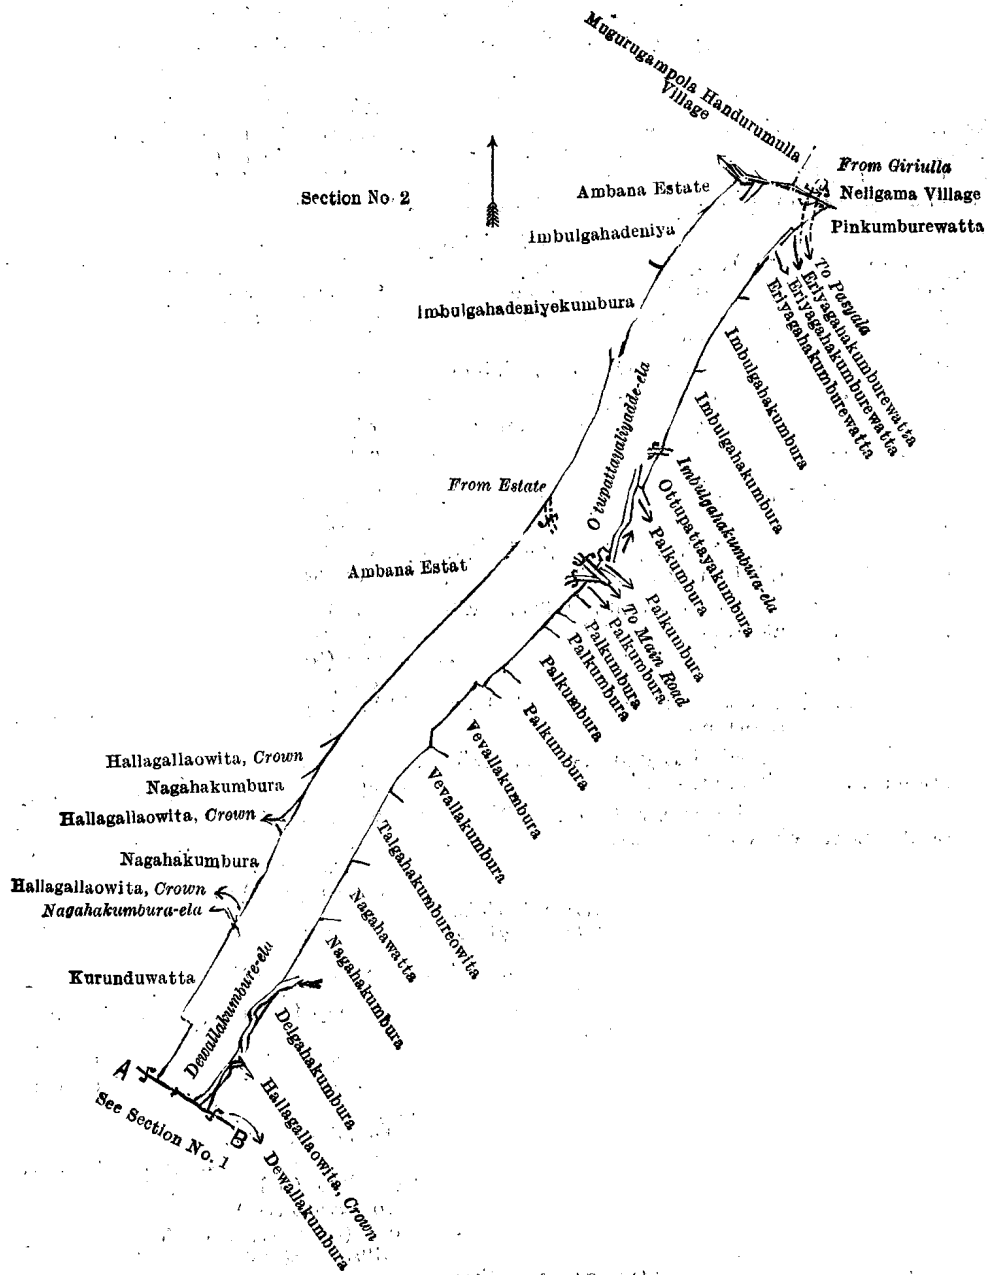 Mugurugampola Handurumulla
Village
From Giriulla
Neligama Village
Pinkumburewatta
Section No. 2
Ambana Estate
Imbulgahadeniya
Imbulgahadeniyekumbura
To Pasyala
Eriyagahakumburewatta
Eriyagahakumburewatta
Eriyagahakumburewatta
Imbulgahakumbura
Imbulgahakumbura
O'tupattayaliyadde-ela
From Estate
Imbulgahakumbura-ela
Ottupattayakumbura
Palkumbura
Ambana Estat
Palkumbura
To Main Road
Palkumbura
Palkumbura
Palkumbura
Palkumbura
Palkumbura
Vevallakumbura
Vevallakumbura
Hallagallaowita, Crown
Nagahakumbura
Hallagallaowita, Crown
Talgahakumbureowita
Nagahakumbura
Hallagallaowita, Crown
Nagahakumbura-ela
Nagahawatta
Nagahakumbura
Kurunduwatta
Dewallakumbure-ela
Delgahakumbura
Hallagallaowita, Crown
Dewallakumbura
A
B
See Section No. 1